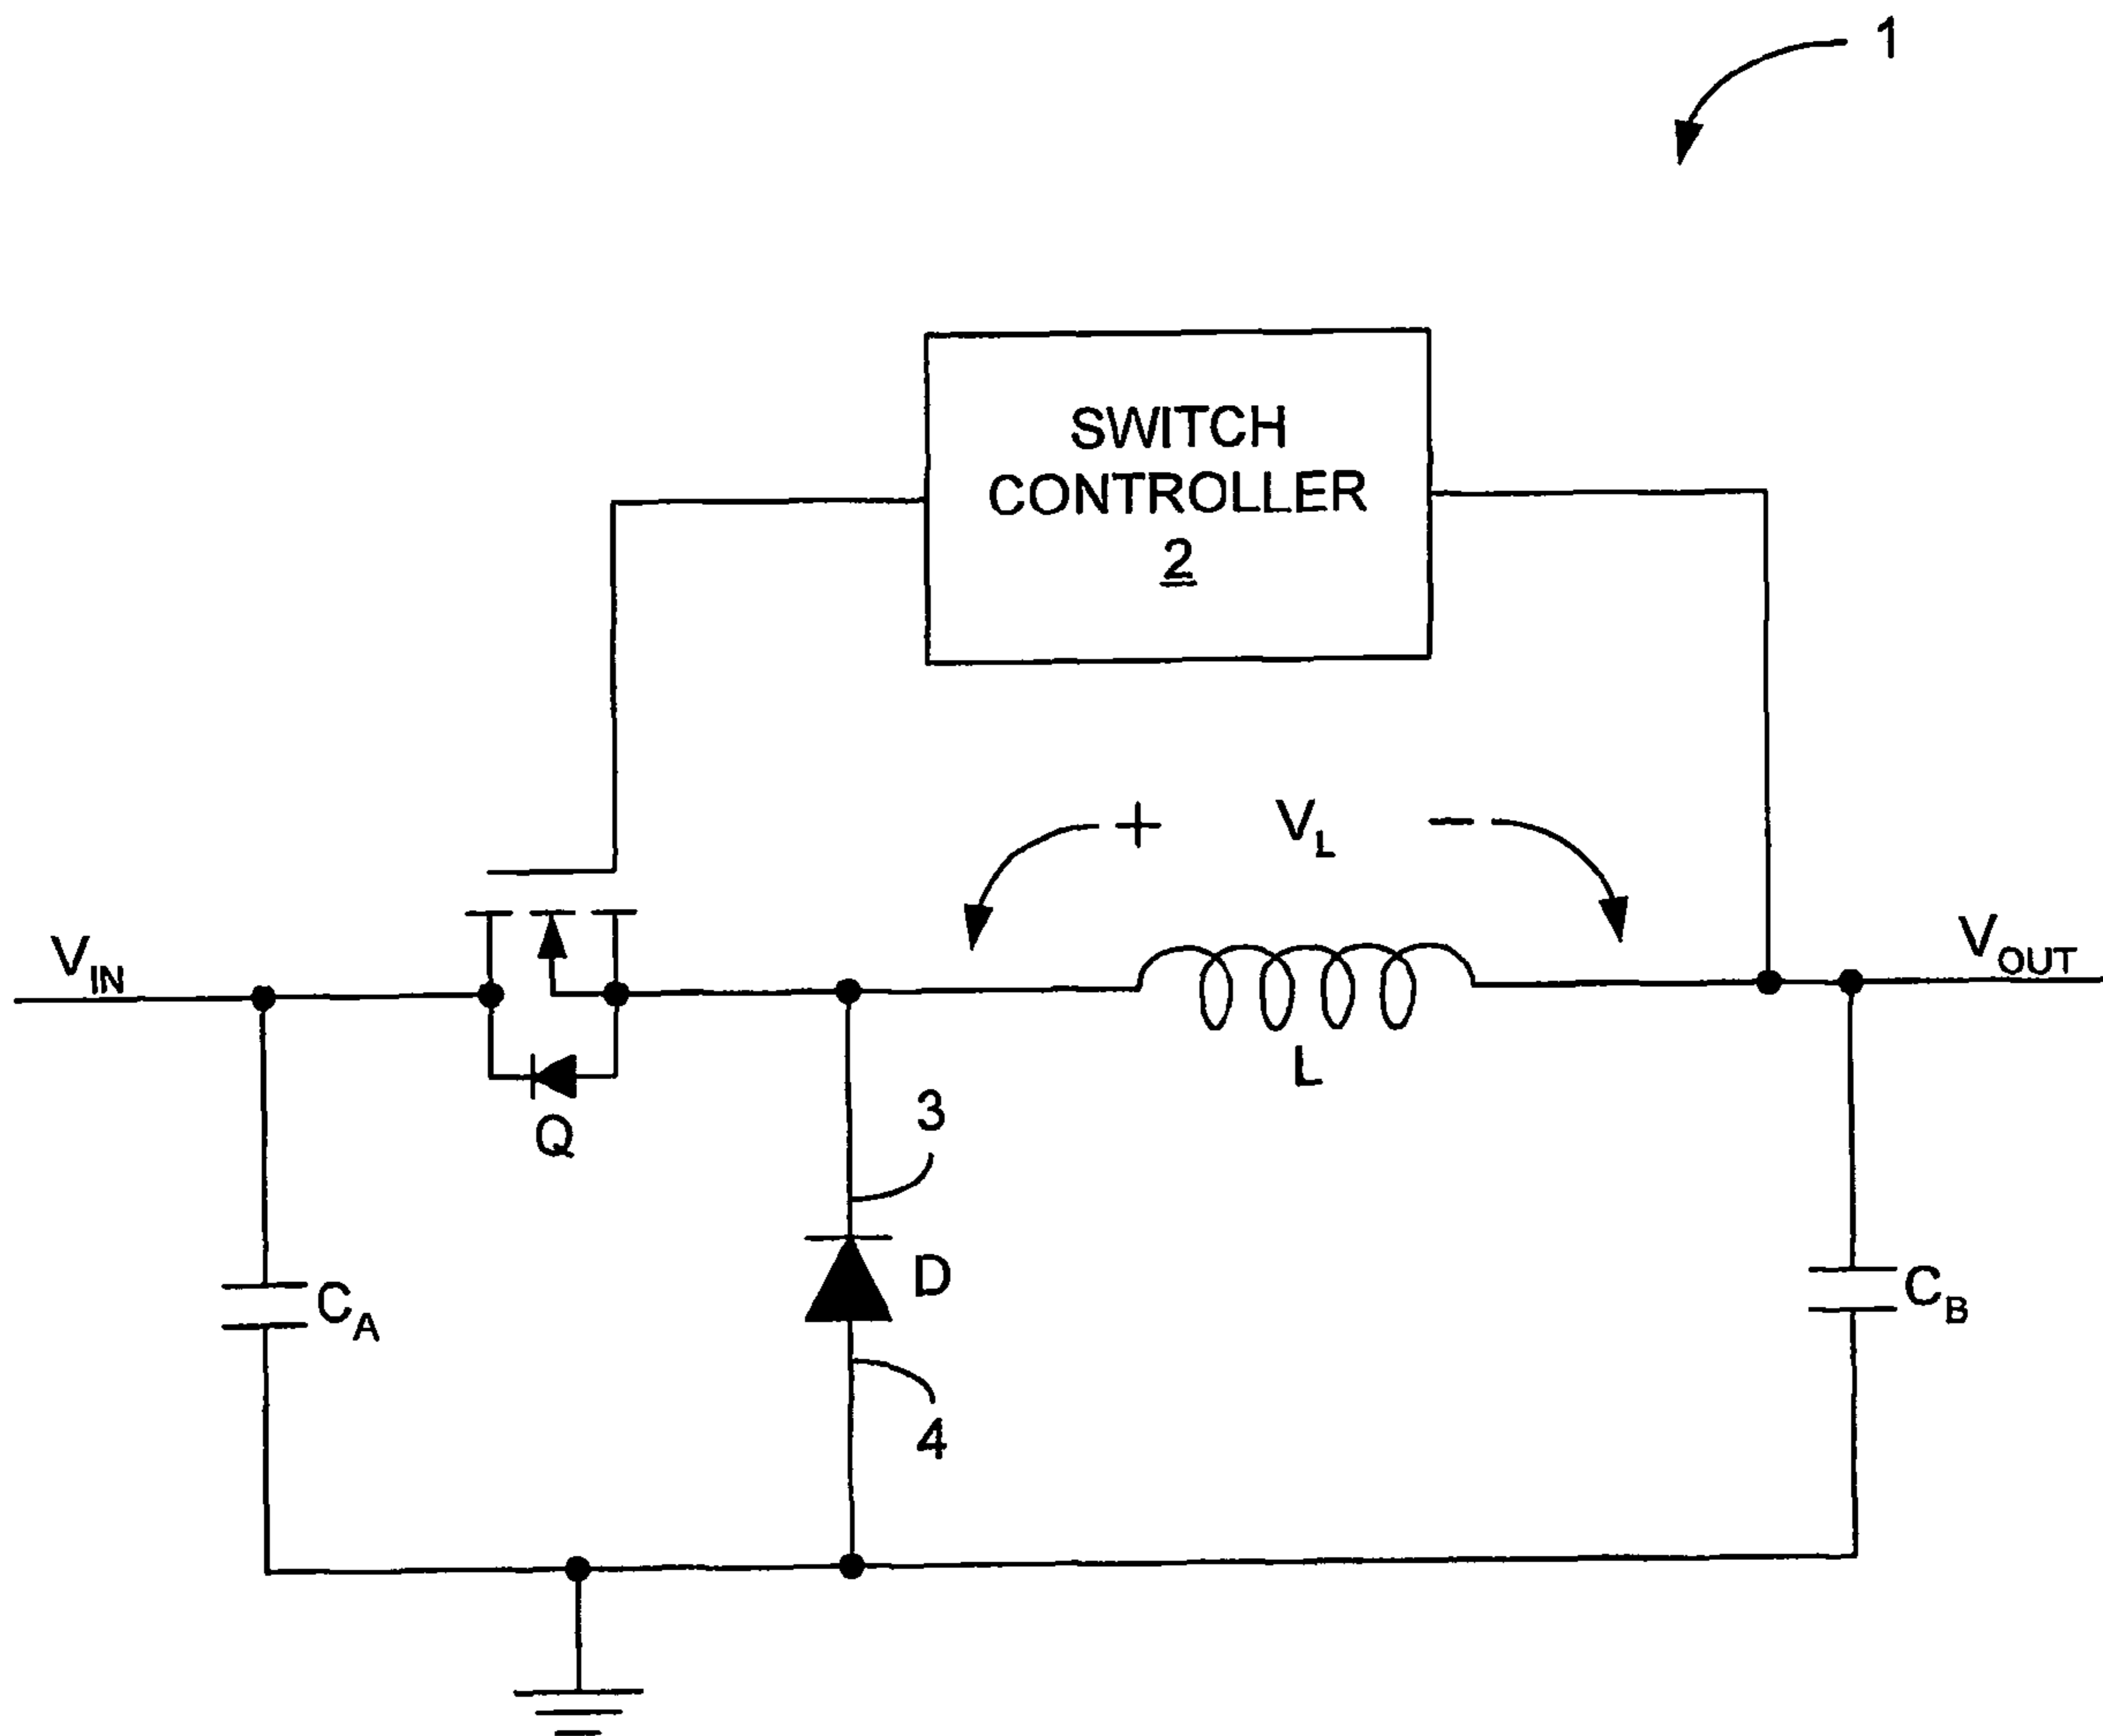 1
SWITCH
CONTROLLER
2
+ V_L −
V_IN
V_OUT
L
3
Q
D
C_A
C_B
4